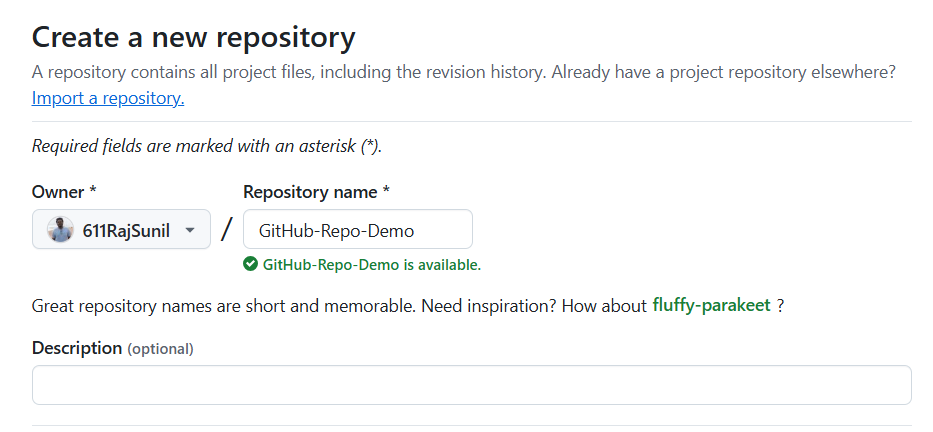 Create a new repository
A repository contains all project files, including the revision history. Already have a project repository elsewhere?
Import a repository.
Required fields are marked with an asterisk (*).
Owner *
Repository name *
611RajSunil
/
GitHub-Repo-Demo
GitHub-Repo-Demo is available.
Great repository names are short and memorable. Need inspiration? How about fluffy-parakeet ?
Description (optional)